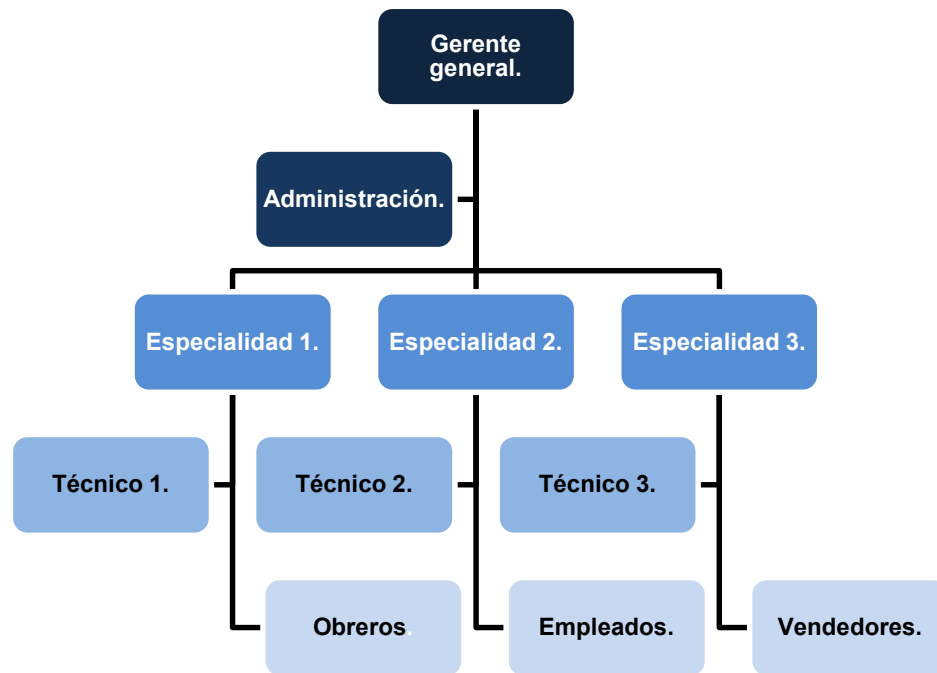 Gerente
general.
Administración.
Especialidad 1.
Especialidad 2.
Especialidad 3.
Técnico 1.
Técnico 2.
Técnico 3.
Obreros.
Empleados.
Vendedores.